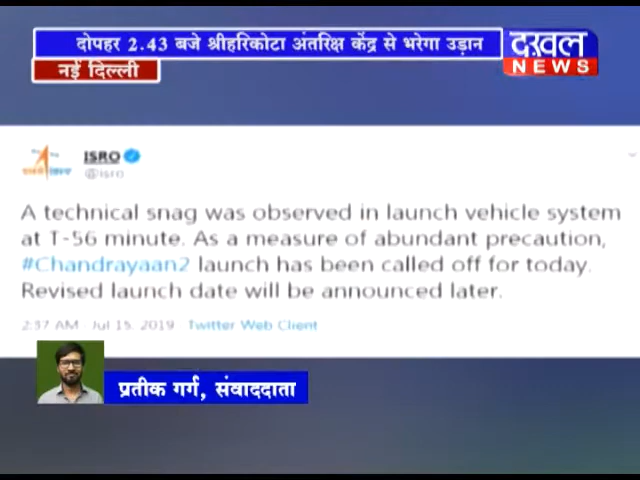 दोपहर 2.43 बजे श्रीहरिकोटा अंतरिक्ष केंद्र से भरेगा उड़ान
दख़ल
NEWS
नई दिल्ली
ISRO
@isro
A technical snag was observed in launch vehicle system
at T-56 minute. As a measure of abundant precaution,
#Chandrayaan2 launch has been called off for today.
Revised launch date will be announced later.
2:37 AM - Jul 15, 2019 Twitter Web Client
प्रतीक गर्ग, संवाददाता